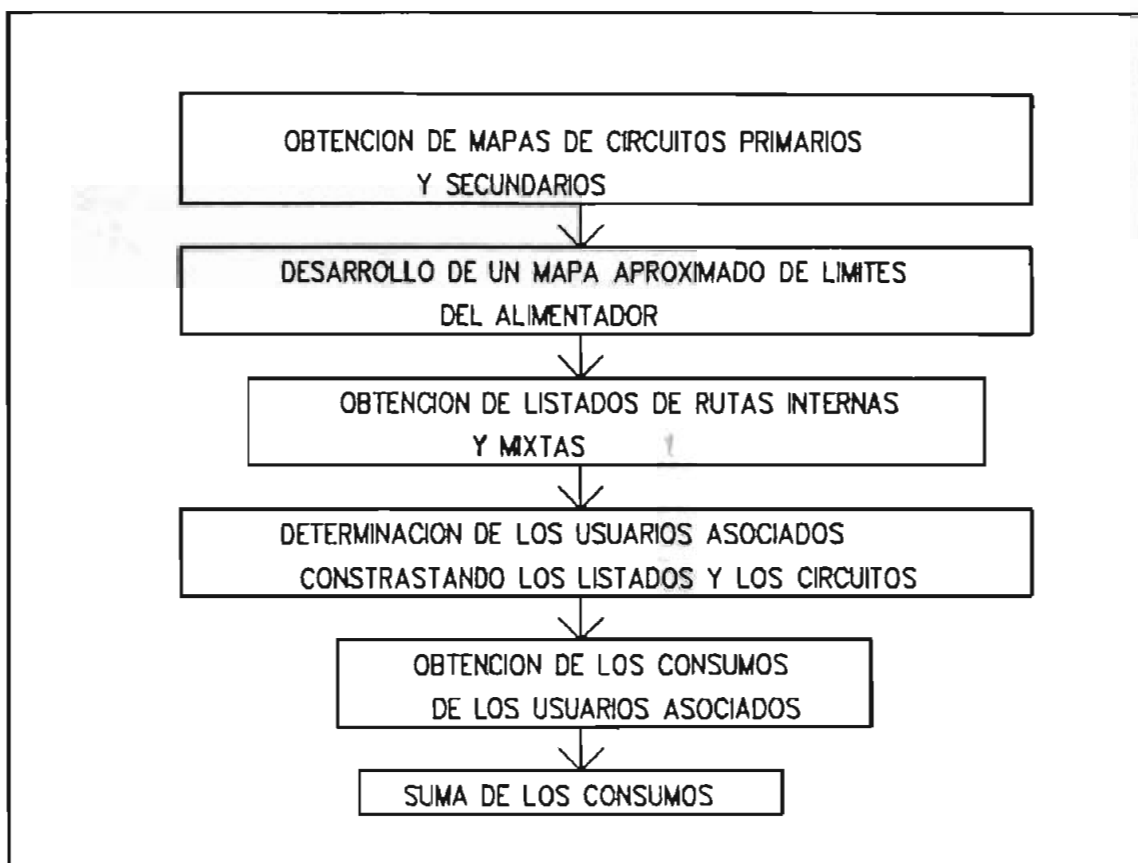 OBTENCION DE MAPAS DE CIRCUITOS PRIMARIOS
Y SECUNDARIOS
DESARROLLO DE UN MAPA APROXIMADO DE LIMITES
DEL ALIMENTADOR
OBTENCION DE LISTADOS DE RUTAS INTERNAS
Y MIXTAS
DETERMINACION DE LOS USUARIOS ASOCIADOS
CONSTRASTANDO LOS LISTADOS Y LOS CIRCUITOS
OBTENCION DE LOS CONSUMOS
DE LOS USUARIOS ASOCIADOS
SUMA DE LOS CONSUMOS